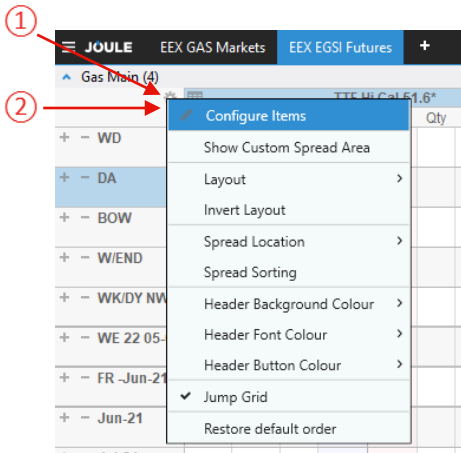 1
JOULE EEX GAS Markets EEX EGSI Futures +
Gas Main (4)
2
TTF Hi Cal 51.6*
Configure Items
Qty
+ − WD
Show Custom Spread Area
+ − DA
Layout
+ − BOW
Invert Layout
Spread Location
+ − W/END
Spread Sorting
+ − WK/DY NW
Header Background Colour
Header Font Colour
+ − WE 22 05-
Header Button Colour
+ − FR -Jun-21
Jump Grid
+ − Jun-21
Restore default order